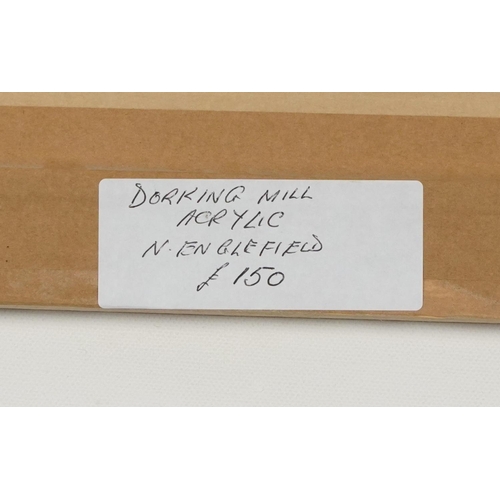 DORKING MILL
ACRYLIC
N. ENGLEFIELD
£150